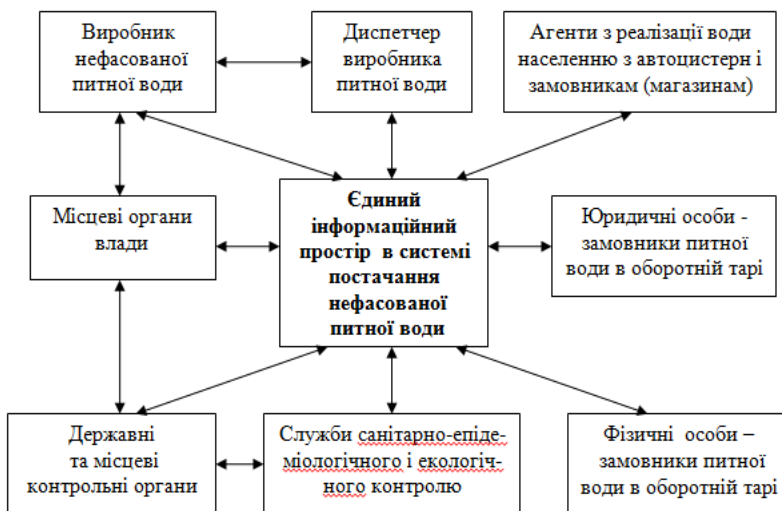 Виробник
нефасованої
питної води
Диспетчер
виробника
питної води
Агенти з реалізації води
населенню з автоцистерн і
замовникам (магазинам)
Місцеві органи
влади
Єдиний
інформаційний
простір в системі
постачання
нефасованої
питної води
Юридичні особи -
замовники питної
води в оборотній тарі
Державні
та місцеві
контрольні органи
Служби санітарно-епіде-
міологічного і екологіч-
ного контролю
Фізичні особи –
замовники питної
води в оборотній тарі